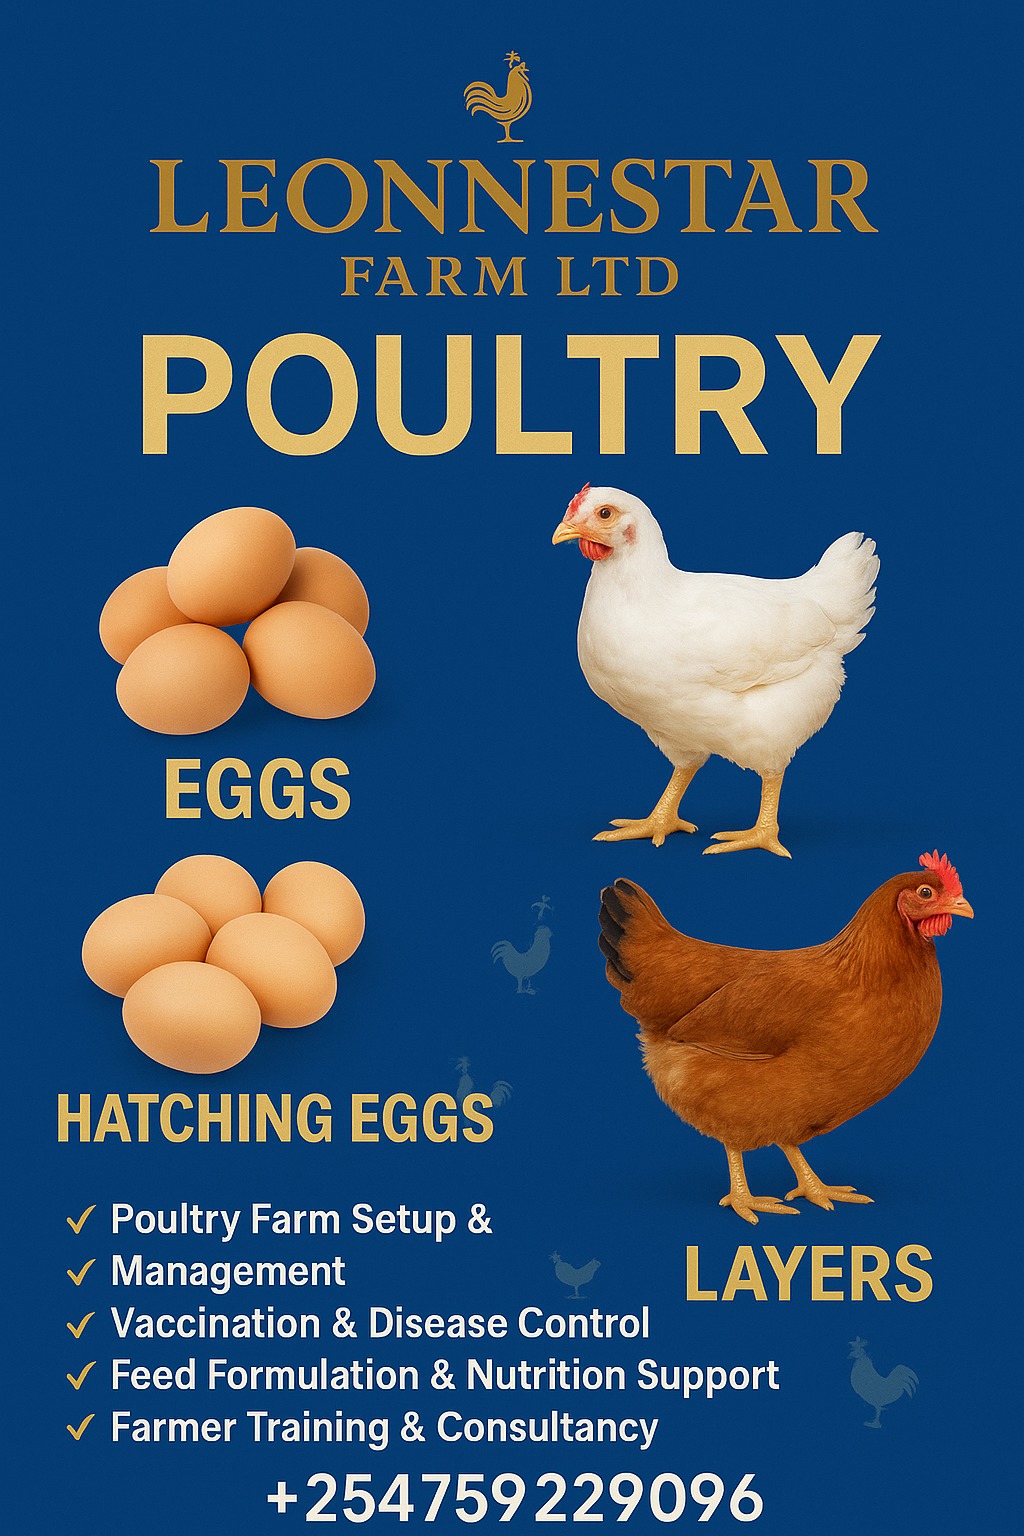 LEONNESTAR
FARM LTD
POULTRY
EGGS
HATCHING EGGS
LAYERS
✓ Poultry Farm Setup &
✓ Management
✓ Vaccination & Disease Control
✓ Feed Formulation & Nutrition Support
✓ Farmer Training & Consultancy
+254759229096